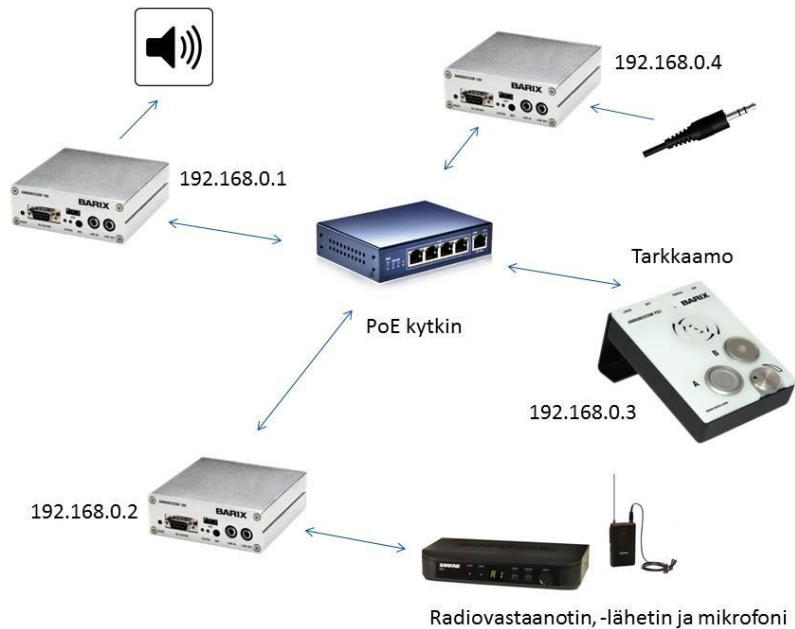 192.168.0.4
BARIX
192.168.0.1
BARIX
Tarkkaamo
BARIX
PoE kytkin
A
B
192.168.0.3
192.168.0.2
BARIX
SHURE
Radiovastaanotin, -lähetin ja mikrofoni